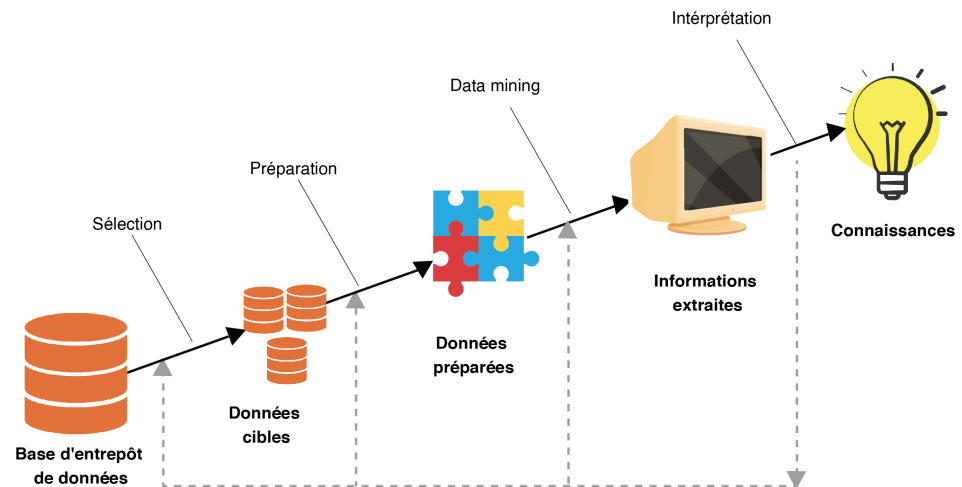 Intérprétation
Data mining
Préparation
Sélection
Connaissances
Informations
extraites
Données
préparées
Données
cibles
Base d'entrepôt
de données